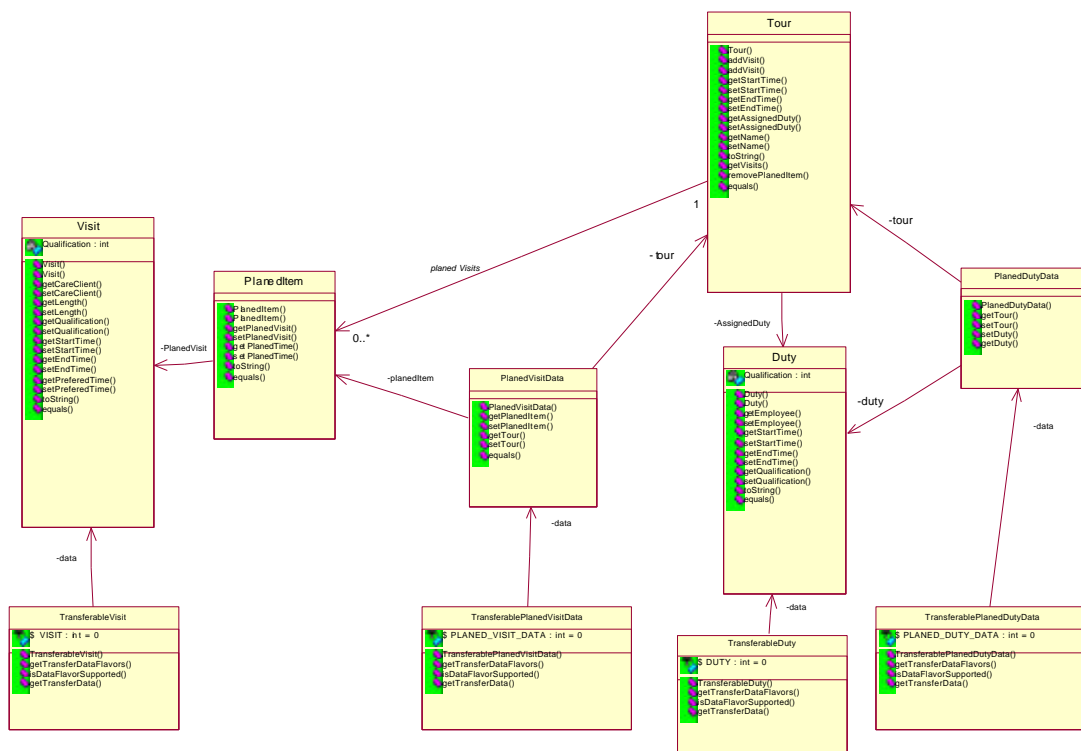 Tour
Tour()
addVisit()
addVisit()
getStartTime()
setStartTime()
getEndTime()
setEndTime()
getAssignedDuty()
setAssignedDuty()
getName()
setName()
toString()
getVisits()
removePlanedItem()
equals()
1
planed Visits
0..*
-tour
-tour
-AssignedDuty
Visit
Qualification : int
Visit()
Visit()
getCareClient()
setCareClient()
getLength()
setLength()
getQualification()
setQualification()
getStartTime()
setStartTime()
getEndTime()
setEndTime()
getPreferedTime()
setPreferedTime()
toString()
equals()
-PlanedVisit
PlanedItem
PlanedItem()
PlanedItem()
getPlanedVisit()
setPlanedVisit()
getPlanedTime()
setPlanedTime()
toString()
equals()
-planedItem
PlanedVisitData
PlanedVisitData()
getPlanedItem()
setPlanedItem()
getTour()
setTour()
equals()
Duty
Qualification : int
Duty()
Duty()
getEmployee()
setEmployee()
getStartTime()
setStartTime()
getEndTime()
setEndTime()
getQualification()
setQualification()
toString()
equals()
-duty
PlanedDutyData
PlanedDutyData()
getTour()
setTour()
setDuty()
getDuty()
-data
-data
-data
-data
TransferableVisit
$ VISIT : int = 0
TransferableVisit()
getTransferDataFlavors()
isDataFlavorSupported()
getTransferData()
TransferablePlanedVisitData
$ PLANED_VISIT_DATA : int = 0
TransferablePlanedVisitData()
getTransferDataFlavors()
isDataFlavorSupported()
getTransferData()
TransferableDuty
$ DUTY : int = 0
TransferableDuty()
getTransferDataFlavors()
isDataFlavorSupported()
getTransferData()
TransferablePlanedDutyData
$ PLANED_DUTY_DATA : int = 0
TransferablePlanedDutyData()
getTransferDataFlavors()
isDataFlavorSupported()
getTransferData()